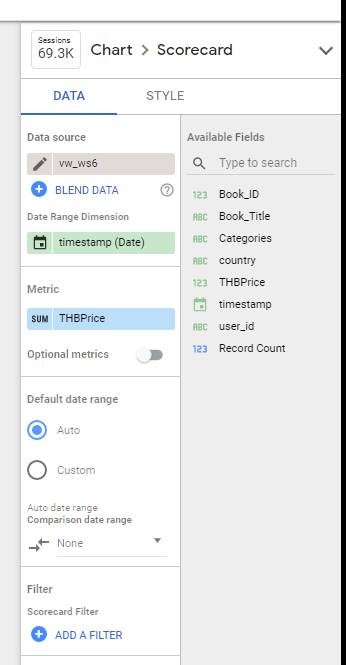 Sessions
69.3K
Chart > Scorecard
DATA
STYLE
Data source
vw_ws6
BLEND DATA
?
Date Range Dimension
timestamp (Date)
Metric
SUM THBPrice
Optional metrics
Default date range
Auto
Custom
Auto date range
Comparison date range
None
Filter
Scorecard Filter
ADD A FILTER
Available Fields
Type to search
123 Book_ID
ABC Book_Title
ABC Categories
ABC country
123 THBPrice
timestamp
ABC user_id
123 Record Count